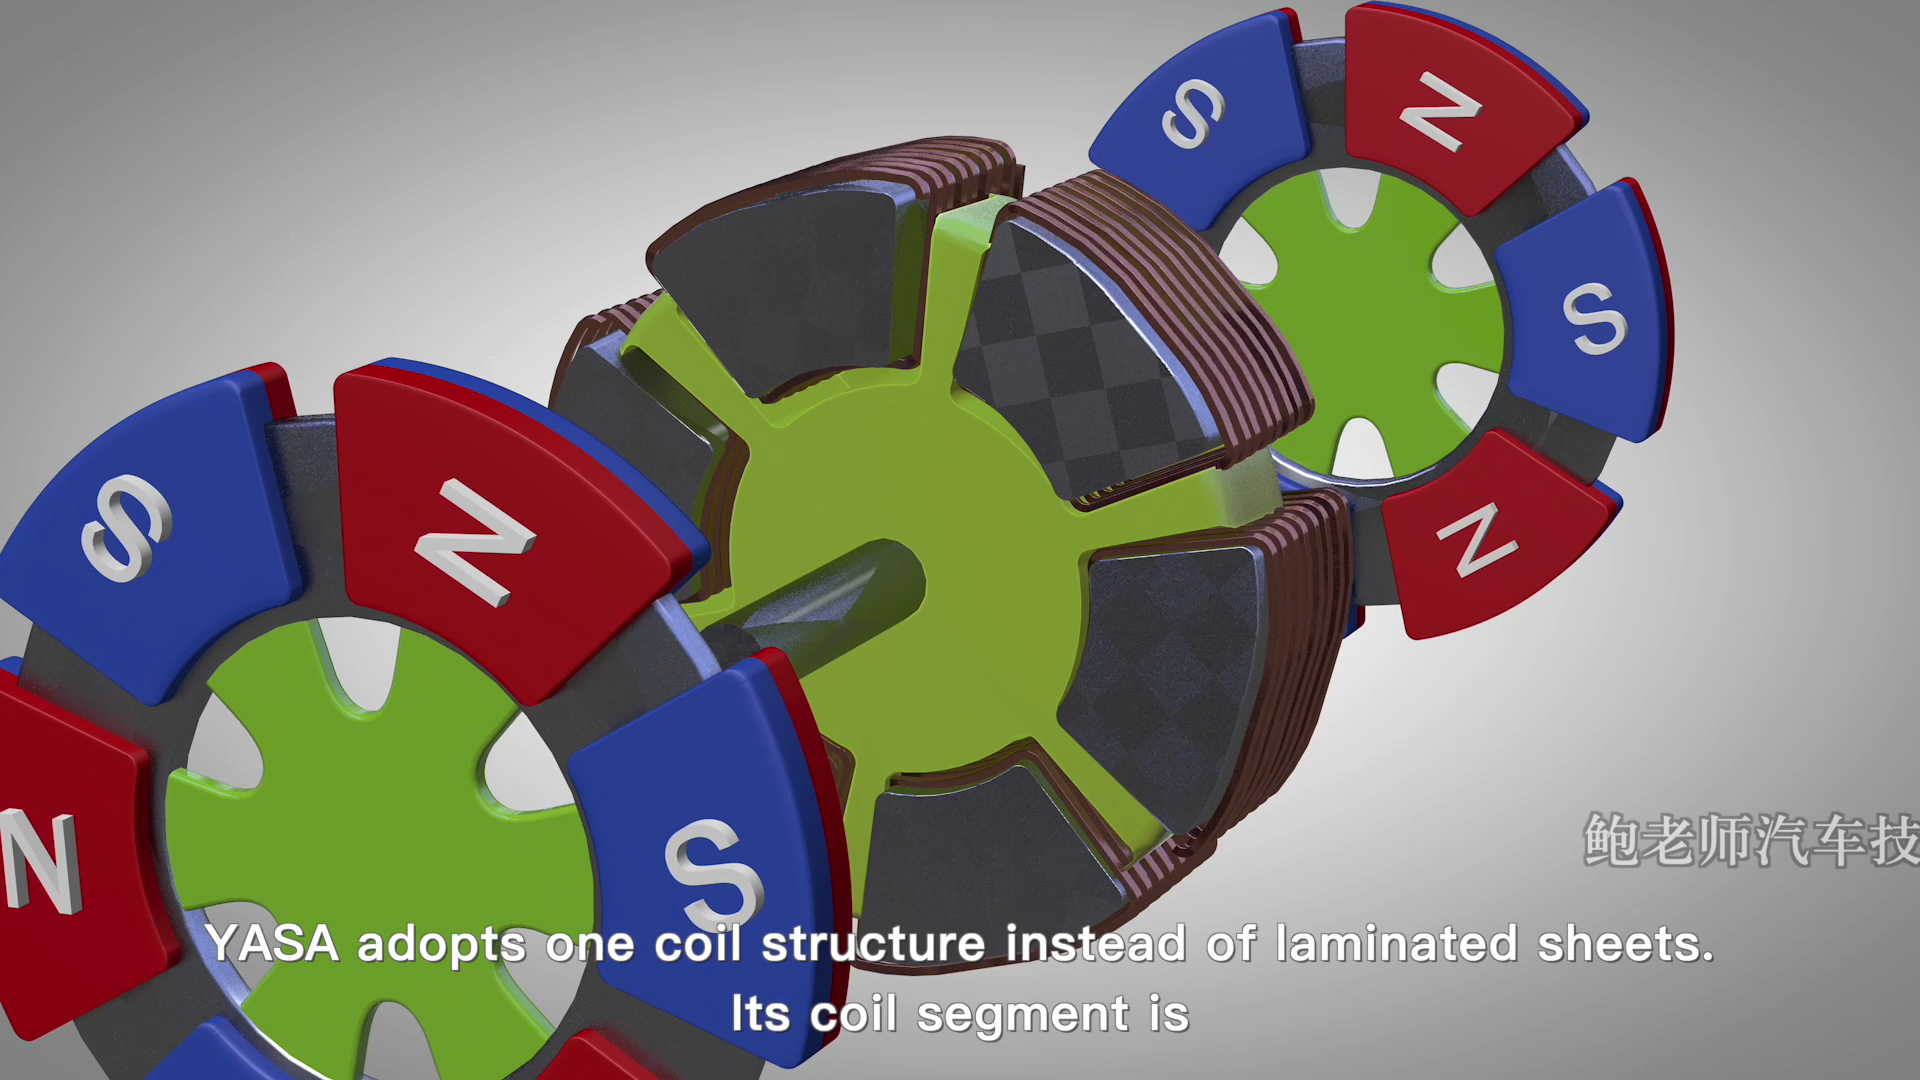 S
N
S
N
S
N
N
S
鲍老师汽车技
YASA adopts one coil structure instead of laminated sheets.
Its coil segment is